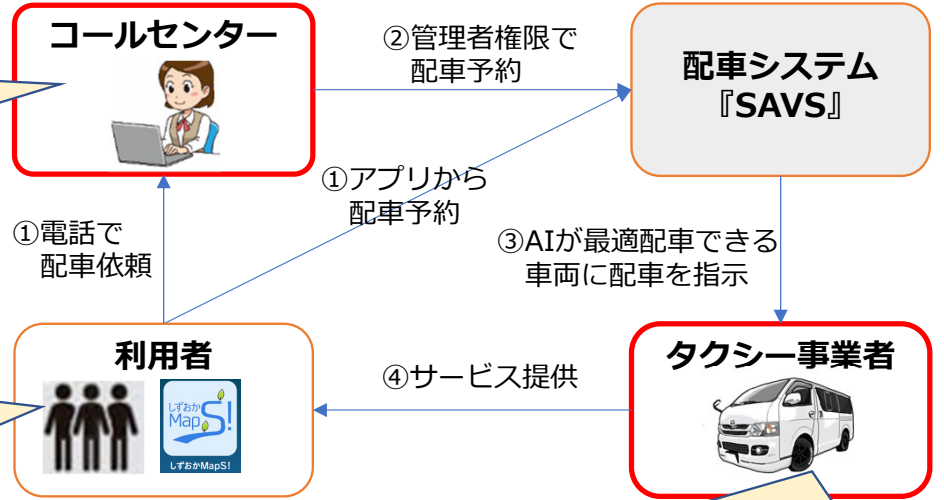 コールセンター
②管理者権限で
配車予約
配車システム
『SAVS』
①アプリから
配車予約
①電話で
配車依頼
③AIが最適配車できる
車両に配車を指示
利用者
しずおか
MapS!
しずおかMapS!
④サービス提供
タクシー事業者